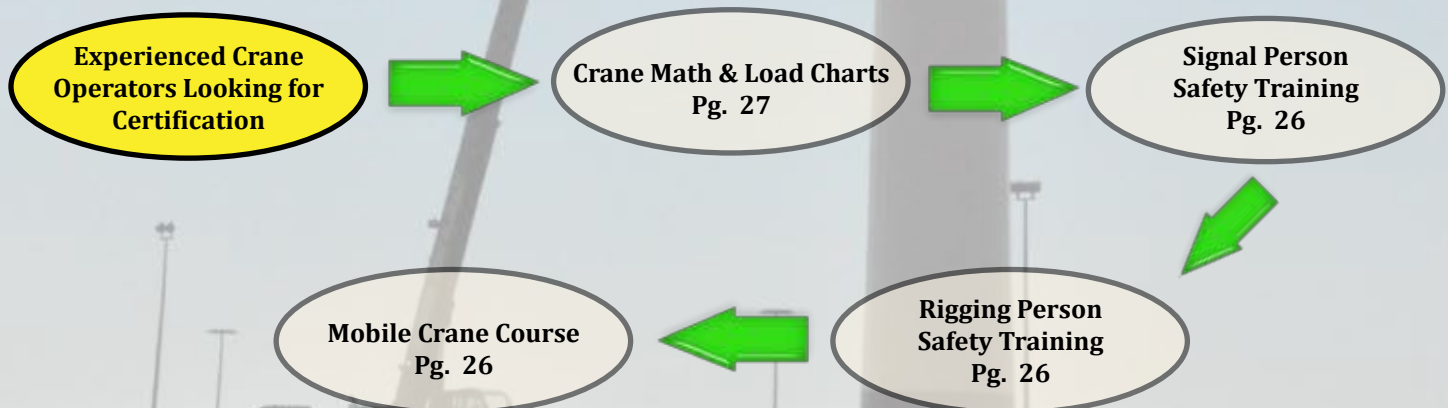 Experienced Crane
Operators Looking for
Certification
Crane Math & Load Charts
Pg. 27
Signal Person
Safety Training
Pg. 26
Rigging Person
Safety Training
Pg. 26
Mobile Crane Course
Pg. 26